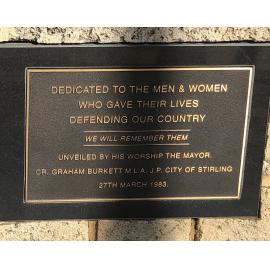 DEDICATED TO THE MEN & WOMEN
WHO GAVE THEIR LIVES
DEFENDING OUR COUNTRY
WE WILL REMEMBER THEM
UNVEILED BY HIS WORSHIP THE MAYOR.
CR. GRAHAM BURKETT M.L.A. J.P. CITY OF STIRLING
27TH MARCH 1983.